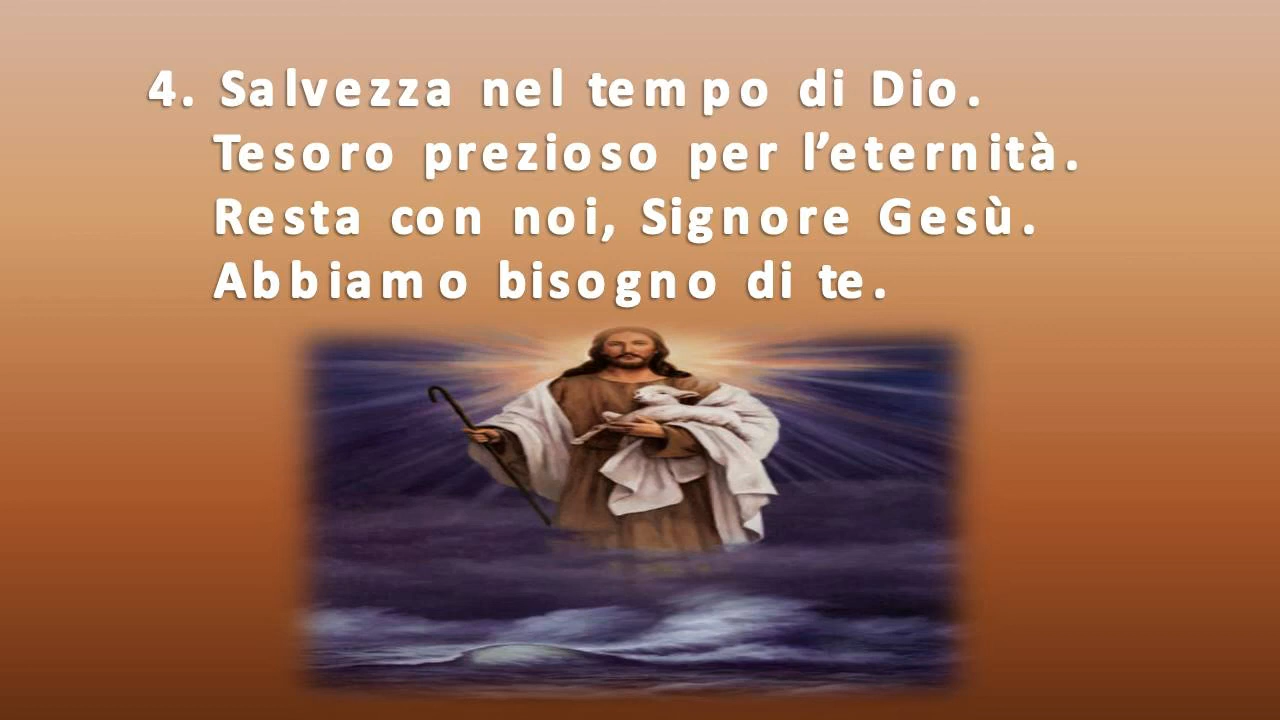 4. Salvezza nel tempo di Dio.
Tesoro prezioso per l’eternità.
Resta con noi, Signore Gesù.
Abbiamo bisogno di te.